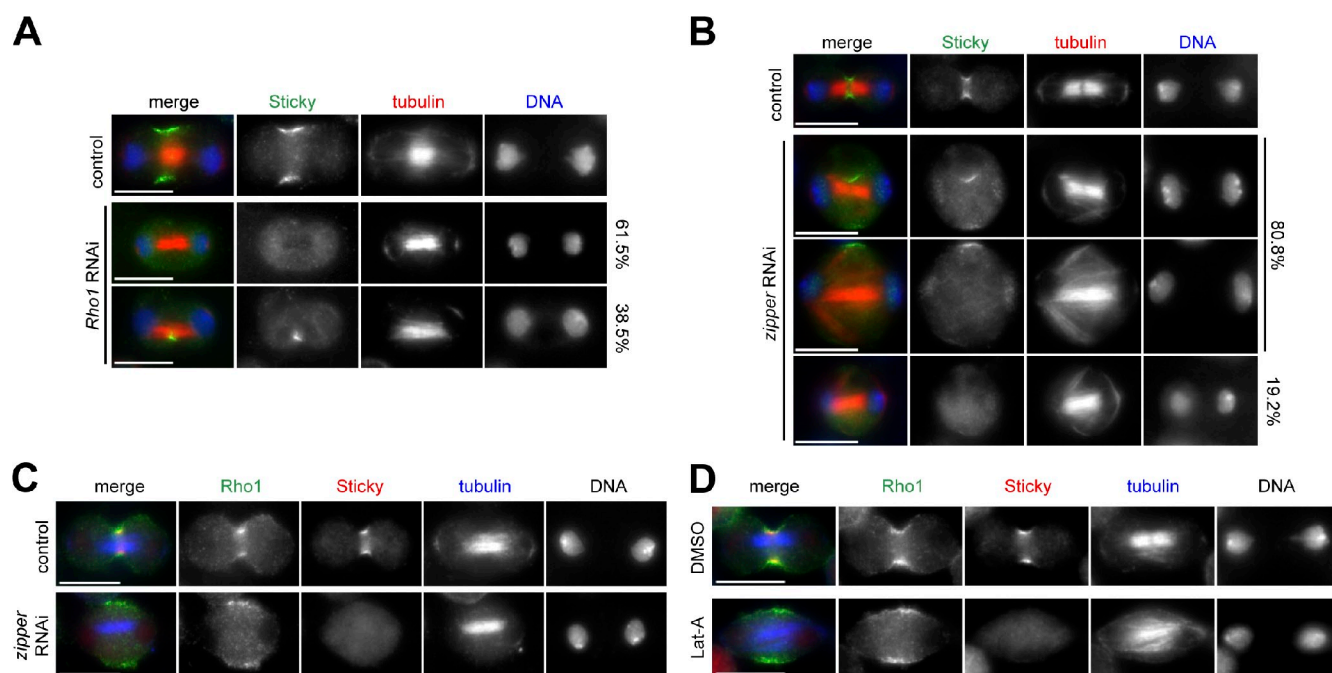 A
merge Sticky tubulin DNA
control
Rho1 RNAi
61.5%
38.5%
B
merge Sticky tubulin DNA
control
zipper RNAi
80.8%
19.2%
C
merge Rho1 Sticky tubulin DNA
control
zipper
RNAi
D
merge Rho1 Sticky tubulin DNA
DMSO
Lat-A